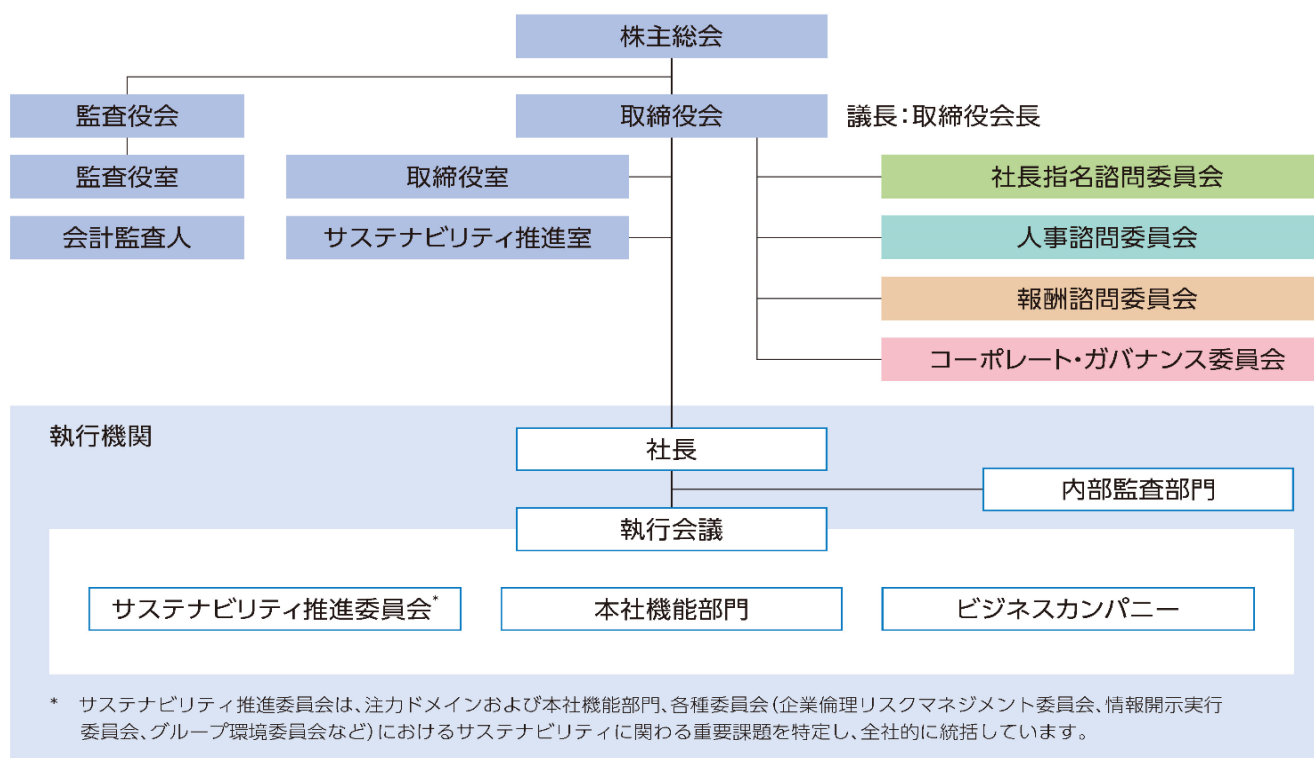 株主総会
監査役会
取締役会
議長：取締役会長
監査役室
取締役室
社長指名諮問委員会
会計監査人
サステナビリティ推進室
人事諮問委員会
報酬諮問委員会
コーポレート・ガバナンス委員会
執行機関
社長
内部監査部門
執行会議
サステナビリティ推進委員会*
本社機能部門
ビジネスカンパニー
* サステナビリティ推進委員会は、注力ドメインおよび本社機能部門、各種委員会（企業倫理リスクマネジメント委員会、情報開示実行
委員会、グループ環境委員会など）におけるサステナビリティに関わる重要課題を特定し、全社的に統括しています。